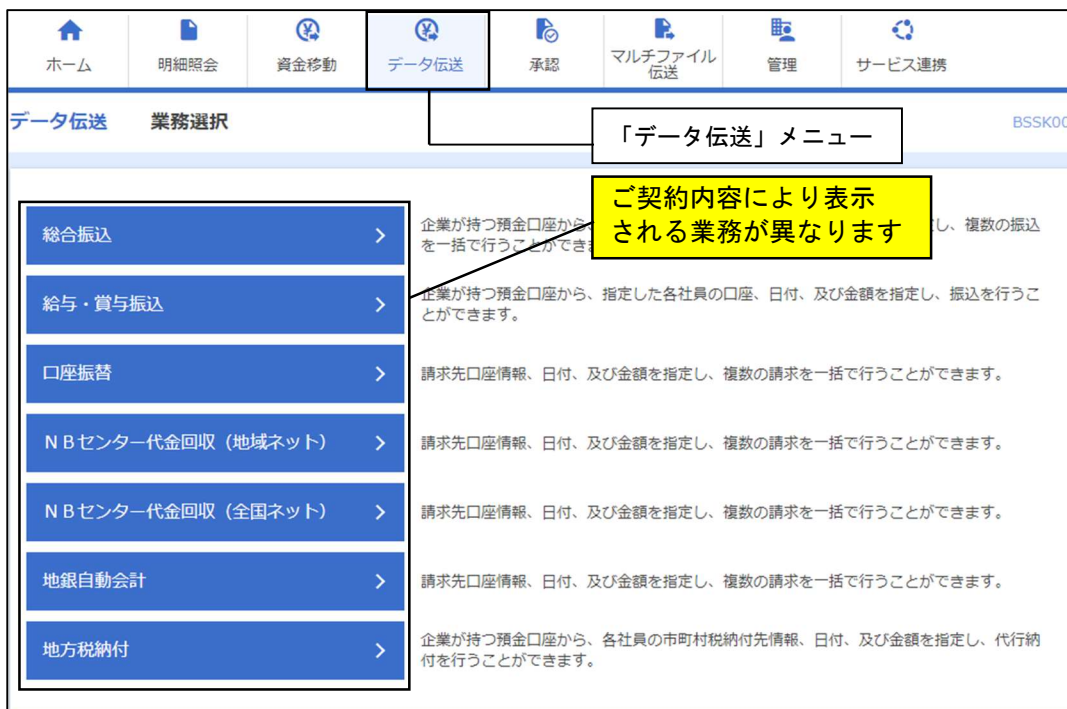 ホーム
明細照会
資金移動
データ伝送
承認
マルチファイル
伝送
管理
サービス連携
データ伝送 業務選択
BSSK00
「データ伝送」メニュー
ご契約内容により表示
される業務が異なります
総合振込
企業が持つ預金口座から、
し、複数の振込
を一括で行うことができま
給与・賞与振込
企業が持つ預金口座から、指定した各社員の口座、日付、及び金額を指定し、振込を行うこ
とができます。
口座振替
請求先口座情報、日付、及び金額を指定し、複数の請求を一括で行うことができます。
ＮＢセンター代金回収（地域ネット）
請求先口座情報、日付、及び金額を指定し、複数の請求を一括で行うことができます。
ＮＢセンター代金回収（全国ネット）
請求先口座情報、日付、及び金額を指定し、複数の請求を一括で行うことができます。
地銀自動会計
請求先口座情報、日付、及び金額を指定し、複数の請求を一括で行うことができます。
地方税納付
企業が持つ預金口座から、各社員の市町村税納付先情報、日付、及び金額を指定し、代行納
付を行うことができます。